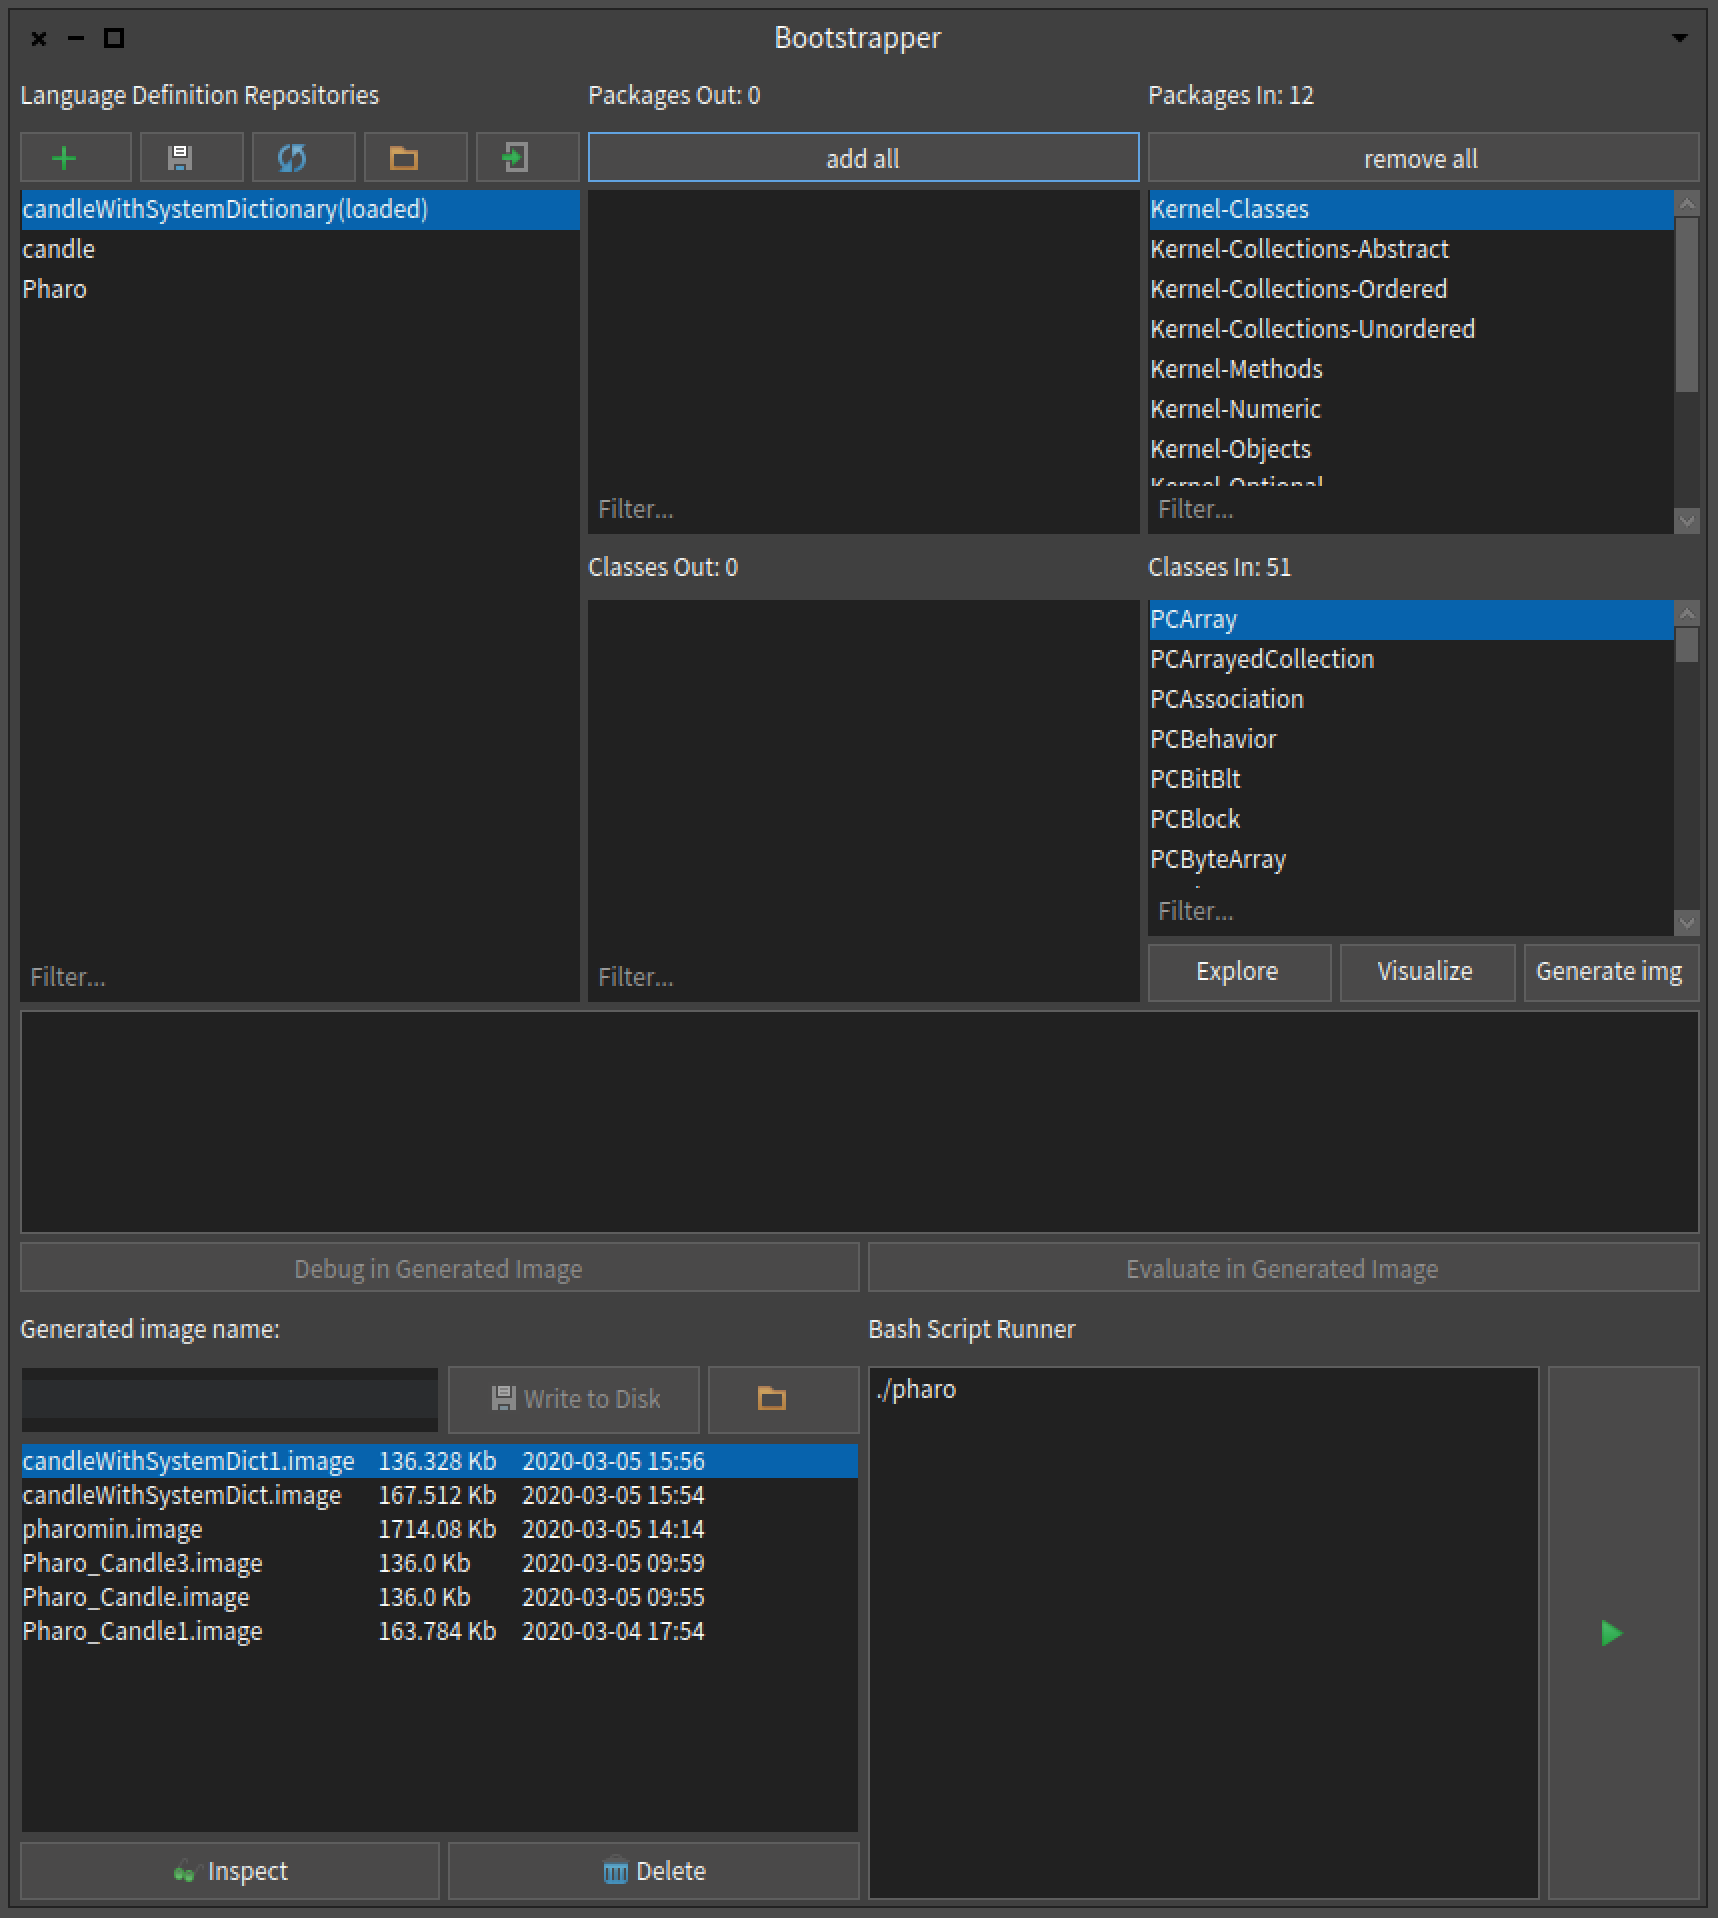 Bootstrapper
Language Definition Repositories
Packages Out: 0
Packages In: 12
add all
remove all
candleWithSystemDictionary(loaded)
candle
Pharo
Filter...
Filter...
Kernel-Classes
Kernel-Collections-Abstract
Kernel-Collections-Ordered
Kernel-Collections-Unordered
Kernel-Methods
Kernel-Numeric
Kernel-Objects
Kernel-Optional
Filter...
Classes Out: 0
Filter...
Classes In: 51
PCArray
PCArrayedCollection
PCAssociation
PCBehavior
PCBitBlt
PCBlock
PCByteArray
Filter...
Explore
Visualize
Generate img
Debug in Generated Image
Evaluate in Generated Image
Generated image name:
Write to Disk
candleWithSystemDict1.image 136.328 Kb 2020-03-05 15:56
candleWithSystemDict.image 167.512 Kb 2020-03-05 15:54
pharomin.image 1714.08 Kb 2020-03-05 14:14
Pharo_Candle3.image 136.0 Kb 2020-03-05 09:59
Pharo_Candle.image 136.0 Kb 2020-03-05 09:55
Pharo_Candle1.image 163.784 Kb 2020-03-04 17:54
Inspect
Delete
Bash Script Runner
./pharo